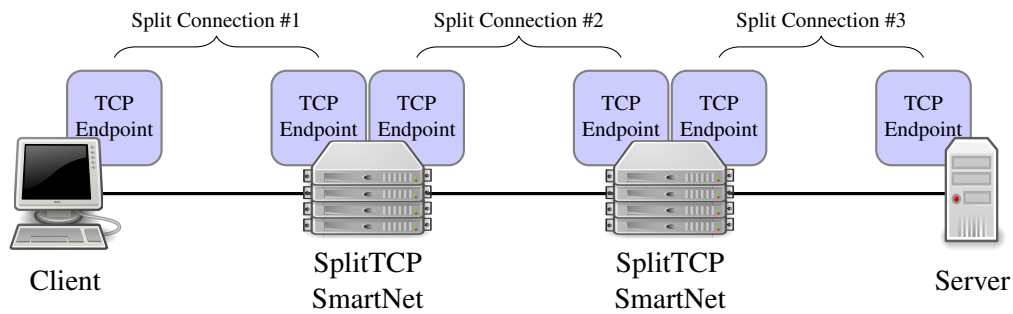 Split Connection #1
Split Connection #2
Split Connection #3
TCP
Endpoint
TCP
Endpoint
TCP
Endpoint
TCP
Endpoint
TCP
Endpoint
TCP
Endpoint
Client
SplitTCP
SmartNet
SplitTCP
SmartNet
Server